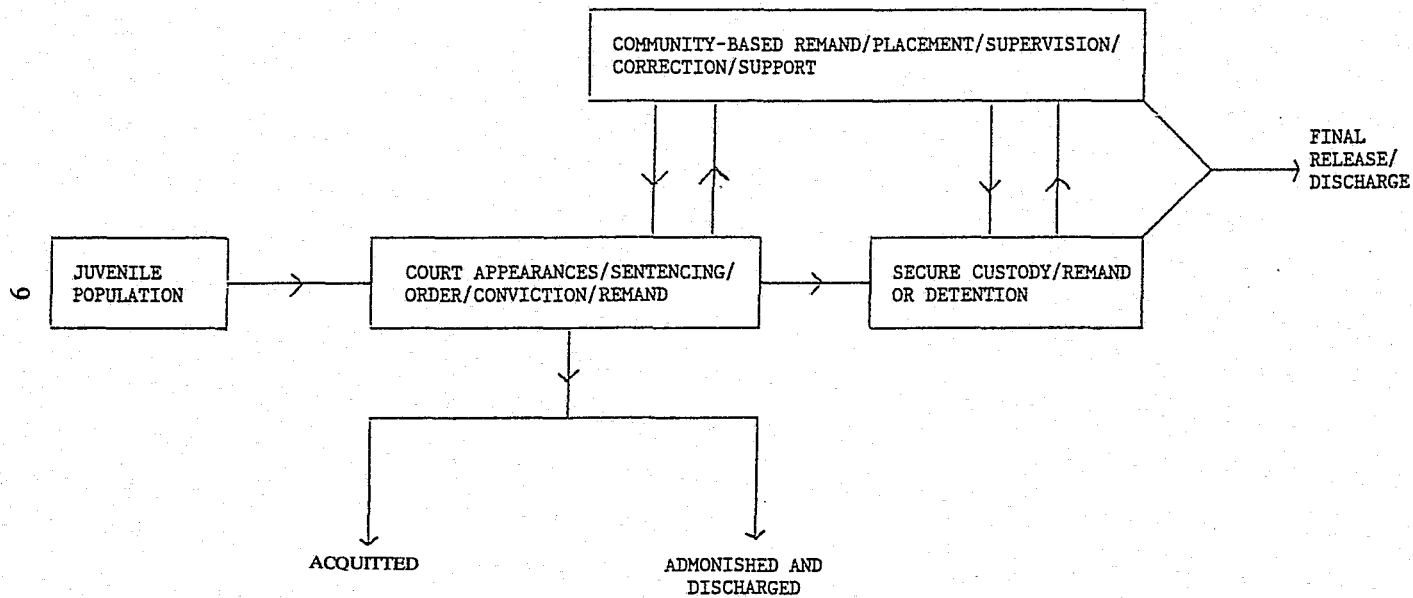 COMMUNITY-BASED REMAND/PLACEMENT/SUPERVISION/
CORRECTION/SUPPORT
FINAL
RELEASE/
DISCHARGE
JUVENILE
POPULATION
COURT APPEARANCES/SENTENCING/
ORDER/CONVICTION/REMAND
SECURE CUSTODY/REMAND
OR DETENTION
6
ACQUITTED
ADMONISHED AND
DISCHARGED